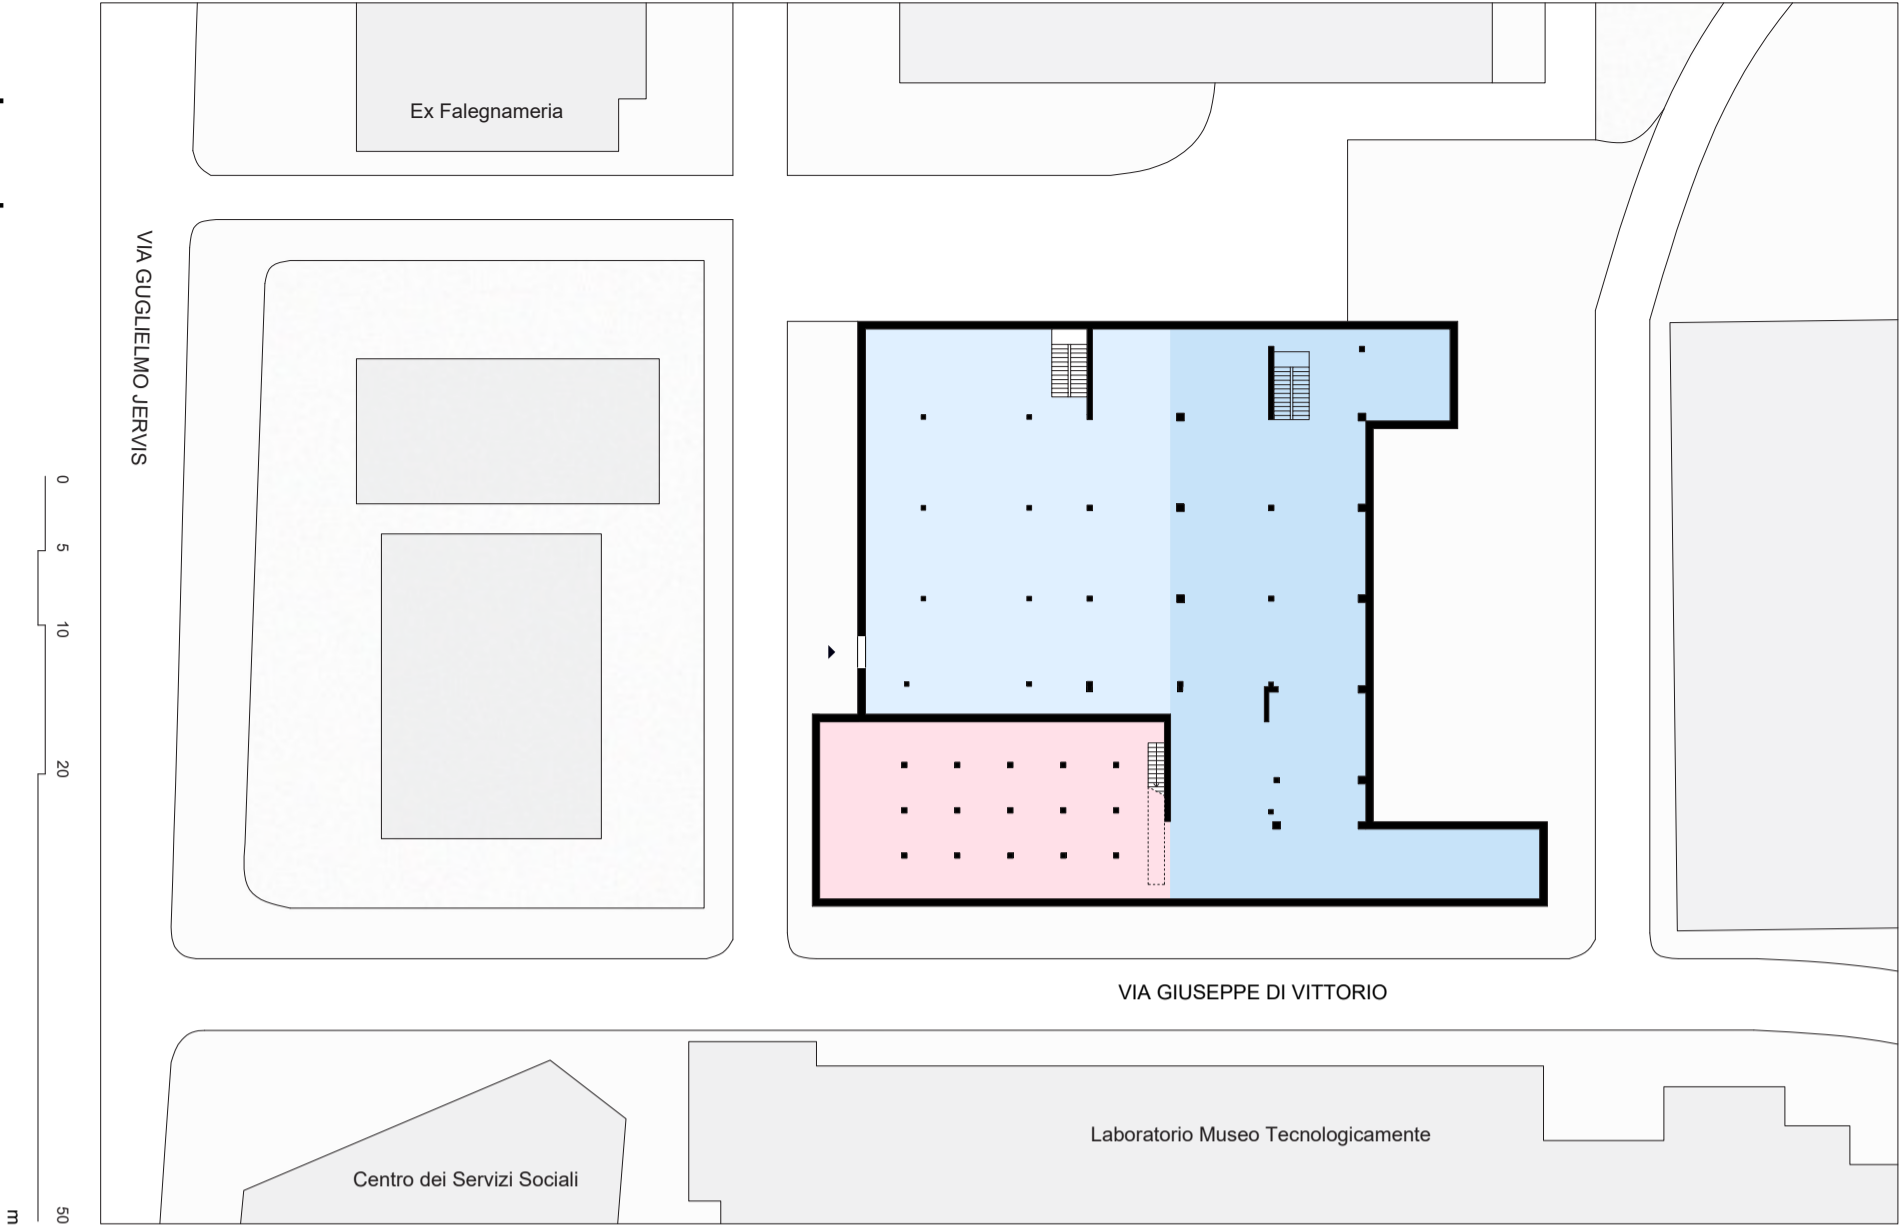 Ex Falegnameria
VIA GUGLIELMO JERVIS
0
5
10
20
50
m
VIA GIUSEPPE DI VITTORIO
Laboratorio Museo Tecnologicamente
Centro dei Servizi Sociali